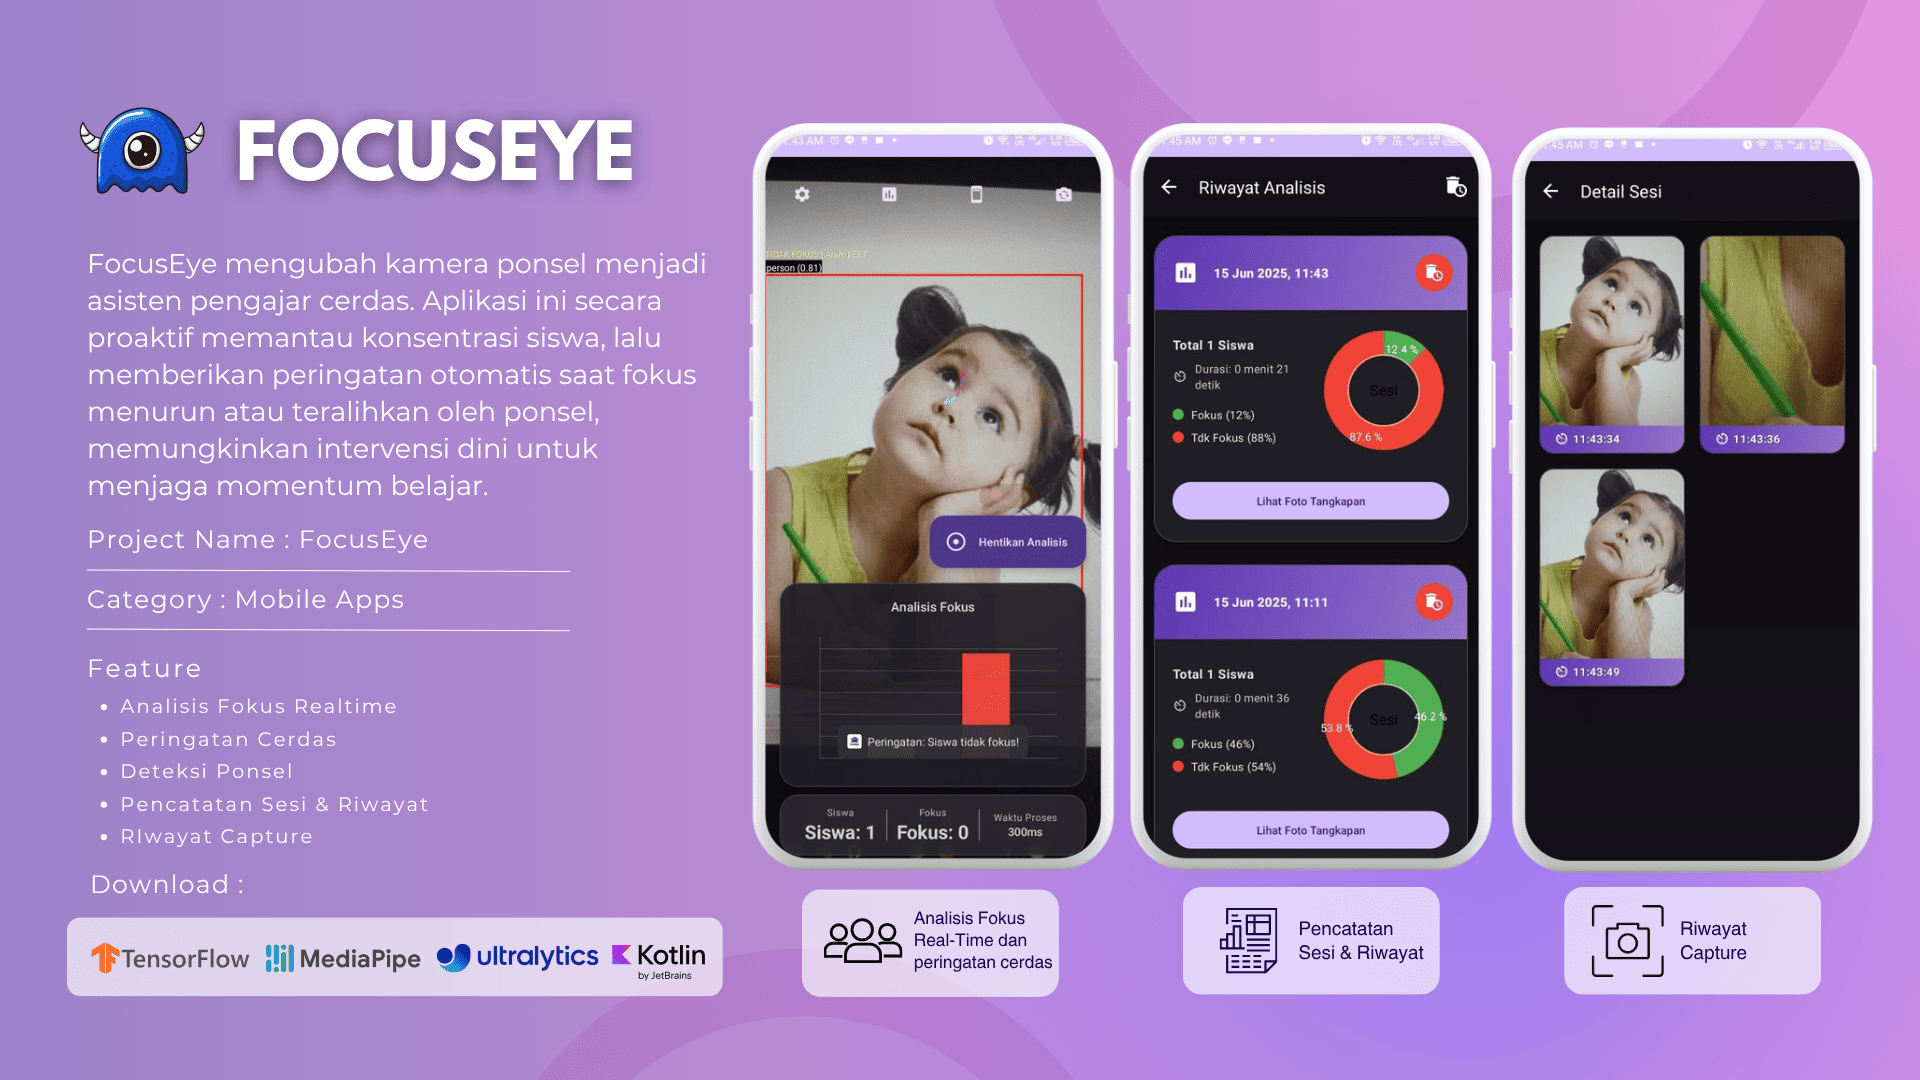 FOCUSEYE
FocusEye mengubah kamera ponsel menjadi
asisten pengajar cerdas. Aplikasi ini secara
proaktif memantau konsentrasi siswa, lalu
memberikan peringatan otomatis saat fokus
menurun atau teralihkan oleh ponsel,
memungkinkan intervensi dini untuk
menjaga momentum belajar.
Project Name : FocusEye
Category : Mobile Apps
Feature
• Analisis Fokus Realtime
• Peringatan Cerdas
• Deteksi Ponsel
• Pencatatan Sesi & Riwayat
• RIwayat Capture
Download :
TensorFlow
MediaPipe
ultralytics
Kotlin
by JetBrains
:43 AM
TIDAK FOKUS | Arah: LEFT
person (0.81)
Hentikan Analisis
Analisis Fokus
Peringatan: Siswa tidak fokus!
Siswa
Siswa: 1
Fokus
Fokus: 0
Waktu Proses
300ms
Analisis Fokus
Real-Time dan
peringatan cerdas
:45 AM
Riwayat Analisis
15 Jun 2025, 11:43
Total 1 Siswa
Durasi: 0 menit 21
detik
Fokus (12%)
Tdk Fokus (88%)
12.4 %
Sesi
87.6 %
Lihat Foto Tangkapan
15 Jun 2025, 11:11
Total 1 Siswa
Durasi: 0 menit 36
detik
Fokus (46%)
Tdk Fokus (54%)
46.2 %
Sesi
53.8 %
Lihat Foto Tangkapan
Pencatatan
Sesi & Riwayat
:45 AM
Detail Sesi
11:43:34
11:43:36
11:43:49
Riwayat
Capture